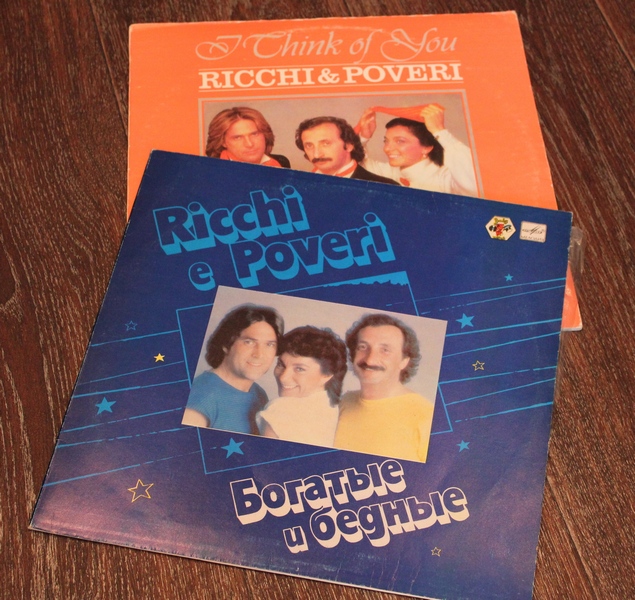 I Think of You
RICCHI & POVERI
Ricchi
e Poveri
Богатые
и бедные